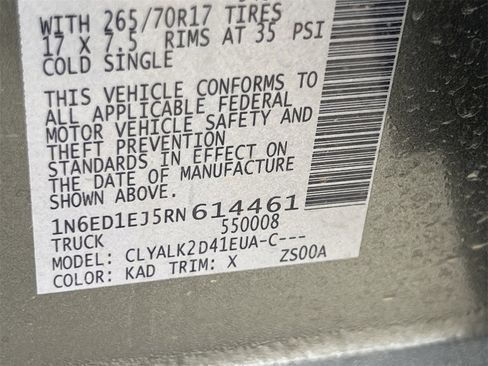 WITH 265/70R17 TIRES
17 X 7.5 RIMS AT 35 PSI
COLD SINGLE
THIS VEHICLE CONFORMS TO
ALL APPLICABLE FEDERAL
MOTOR VEHICLE SAFETY AND
THEFT PREVENTION
STANDARDS IN EFFECT ON
THE DATE OF MANUFACTURE
SHOWN ABOVE.
1N6ED1EJ5RN614461
TRUCK 550008
MODEL: CLYALK2D41EUA-C---
COLOR: KAD TRIM: X ZS00A